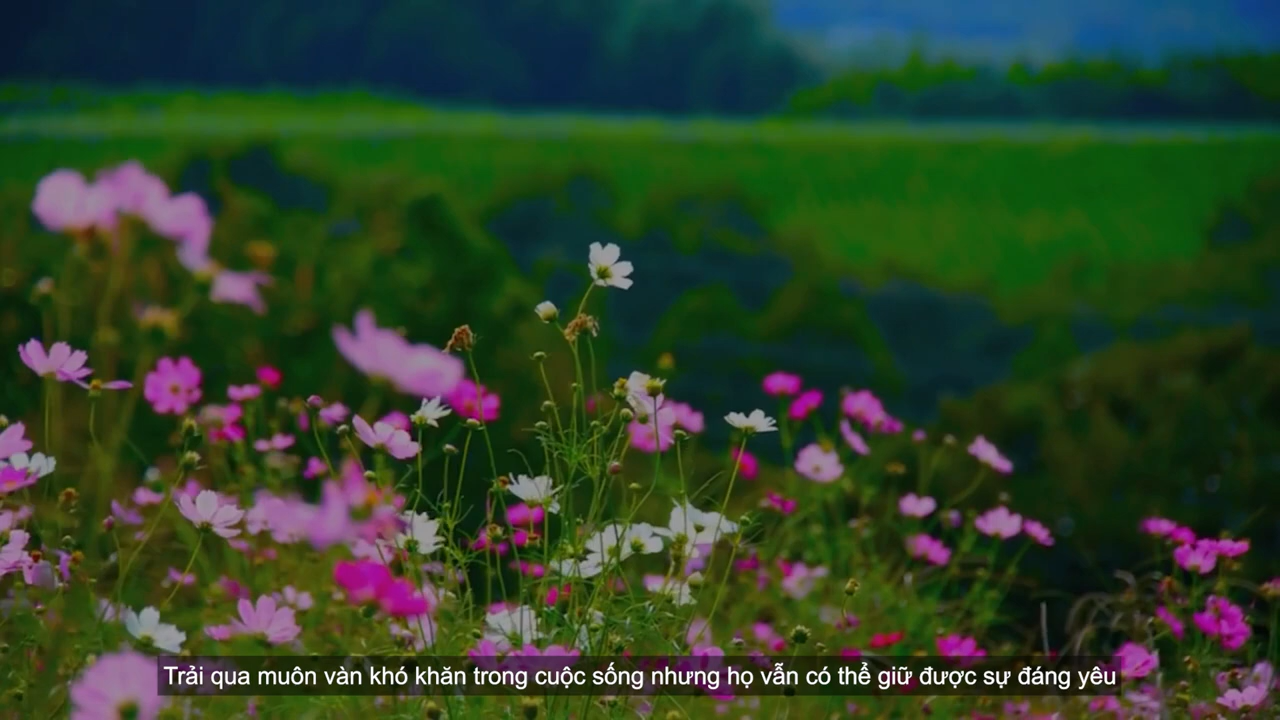 Trải qua muôn vàn khó khăn trong cuộc sống nhưng họ vẫn có thể giữ được sự đáng yêu